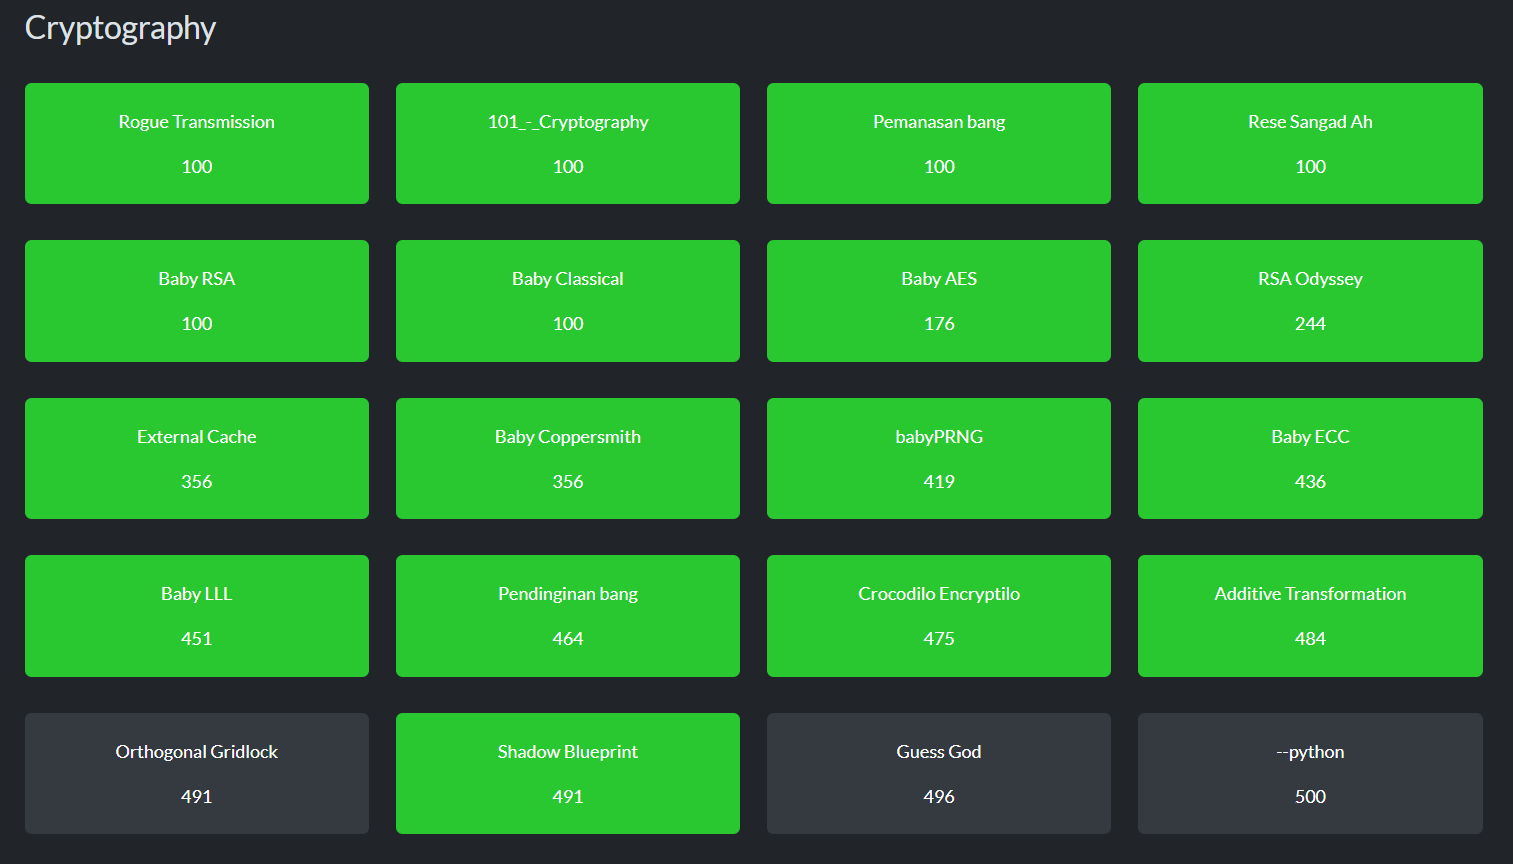 Cryptography
Rogue Transmission
100
101_-_Cryptography
100
Pemanasan bang
100
Rese Sangad Ah
100
Baby RSA
100
Baby Classical
100
Baby AES
176
RSA Odyssey
244
External Cache
356
Baby Coppersmith
356
babyPRNG
419
Baby ECC
436
Baby LLL
451
Pendinginan bang
464
Crocodilo Encryptilo
475
Additive Transformation
484
Orthogonal Gridlock
491
Shadow Blueprint
491
Guess God
496
--python
500